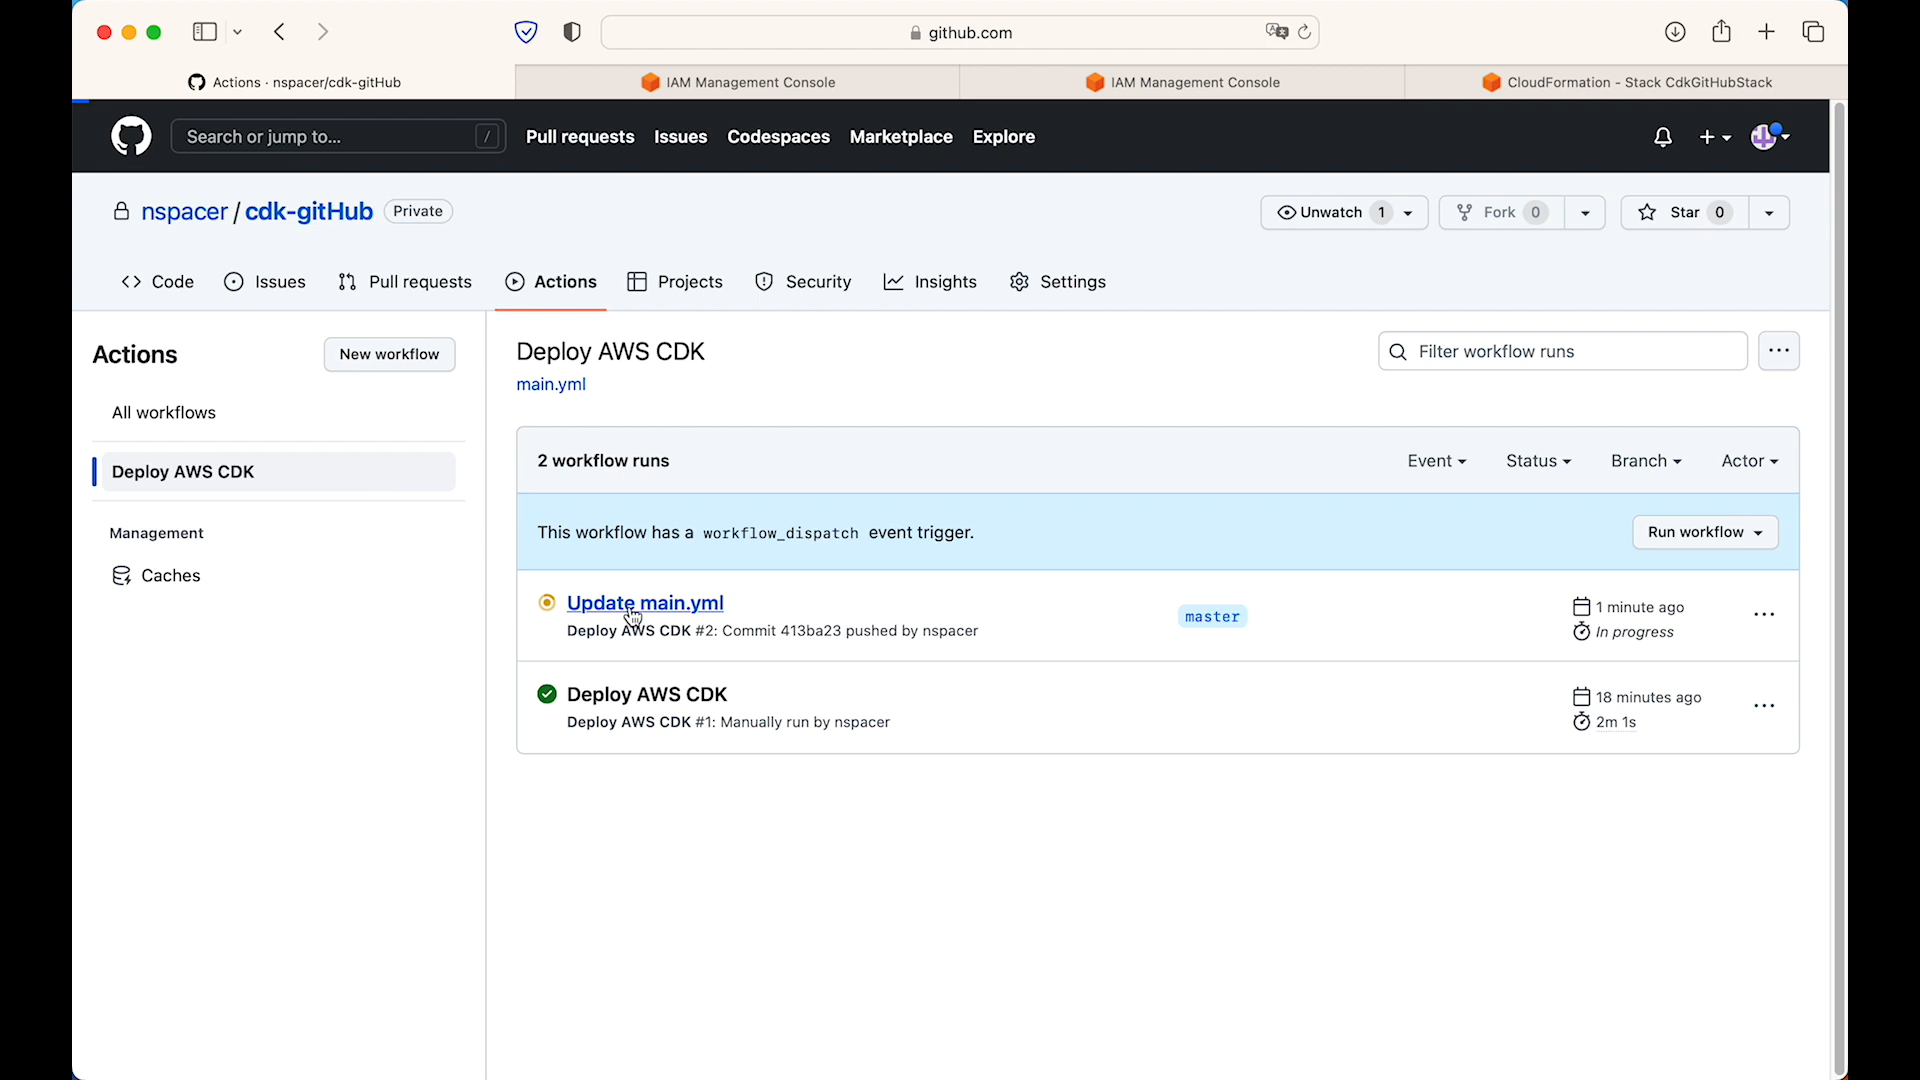 github.com
Actions · nspacer/cdk-gitHub
IAM Management Console
IAM Management Console
CloudFormation - Stack CdkGitHubStack
Search or jump to... /
Pull requests Issues Codespaces Marketplace Explore
nspacer / cdk-gitHub Private
Unwatch 1
Fork 0
Star 0
Code Issues Pull requests Actions Projects Security Insights Settings
Actions
New workflow
All workflows
Deploy AWS CDK
Management
Caches
Deploy AWS CDK
main.yml
Filter workflow runs
2 workflow runs
Event Status Branch Actor
This workflow has a workflow_dispatch event trigger.
Run workflow
Update main.yml
Deploy AWS CDK #2: Commit 413ba23 pushed by nspacer
master
1 minute ago
In progress
Deploy AWS CDK
Deploy AWS CDK #1: Manually run by nspacer
18 minutes ago
2m 1s